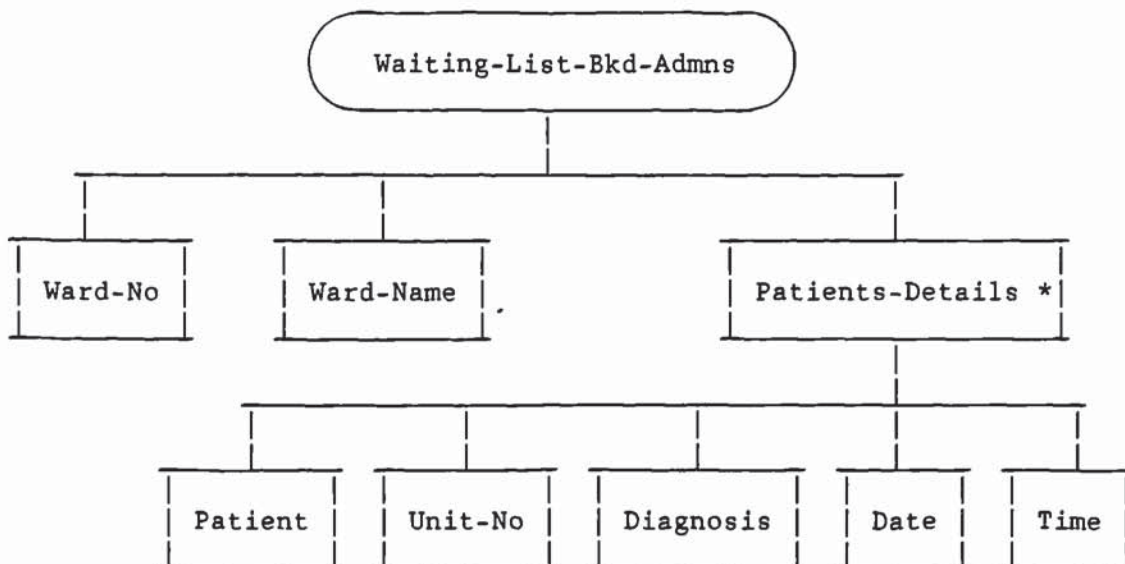 Waiting-List-Bkd-Admns
Ward-No Ward-Name Patients-Details *
Patient Unit-No Diagnosis Date Time